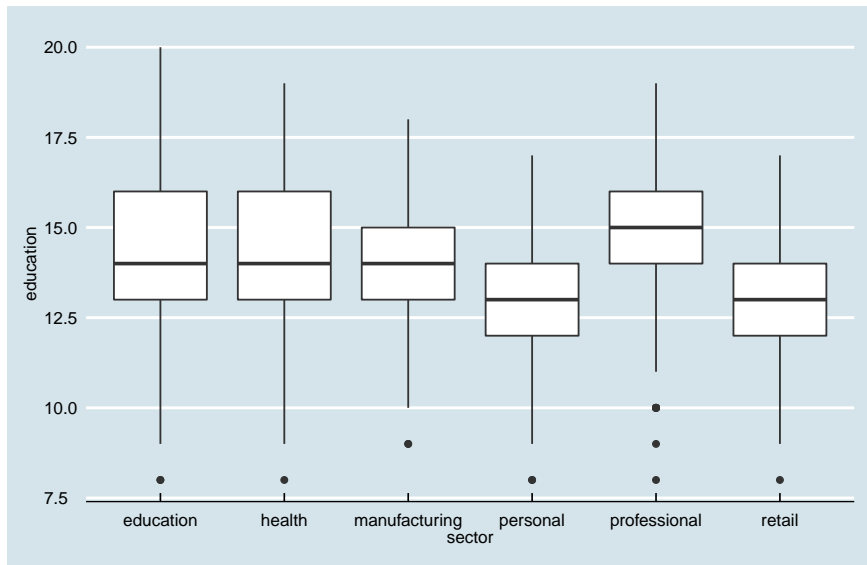 20.0
17.5
15.0
12.5
10.0
7.5
education
education health manufacturing personal professional retail
sector